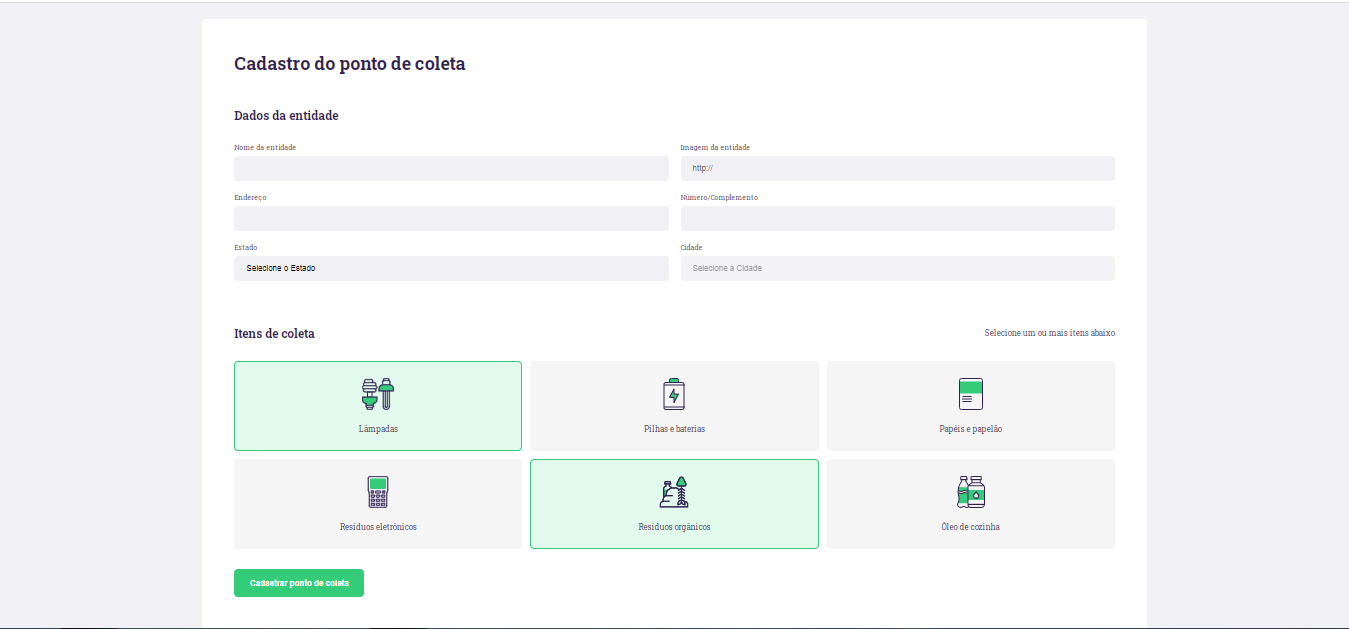 Cadastro do ponto de coleta
Dados da entidade
Nome da entidade
Imagem da entidade
http://
Endereço
Número/Complemento
Estado
Cidade
Selecione o Estado
Selecione a Cidade
Itens de coleta
Selecione um ou mais itens abaixo
Lâmpadas
Pilhas e baterias
Papéis e papelão
Resíduos eletrônicos
Resíduos orgânicos
Óleo de cozinha
Cadastrar ponto de coleta